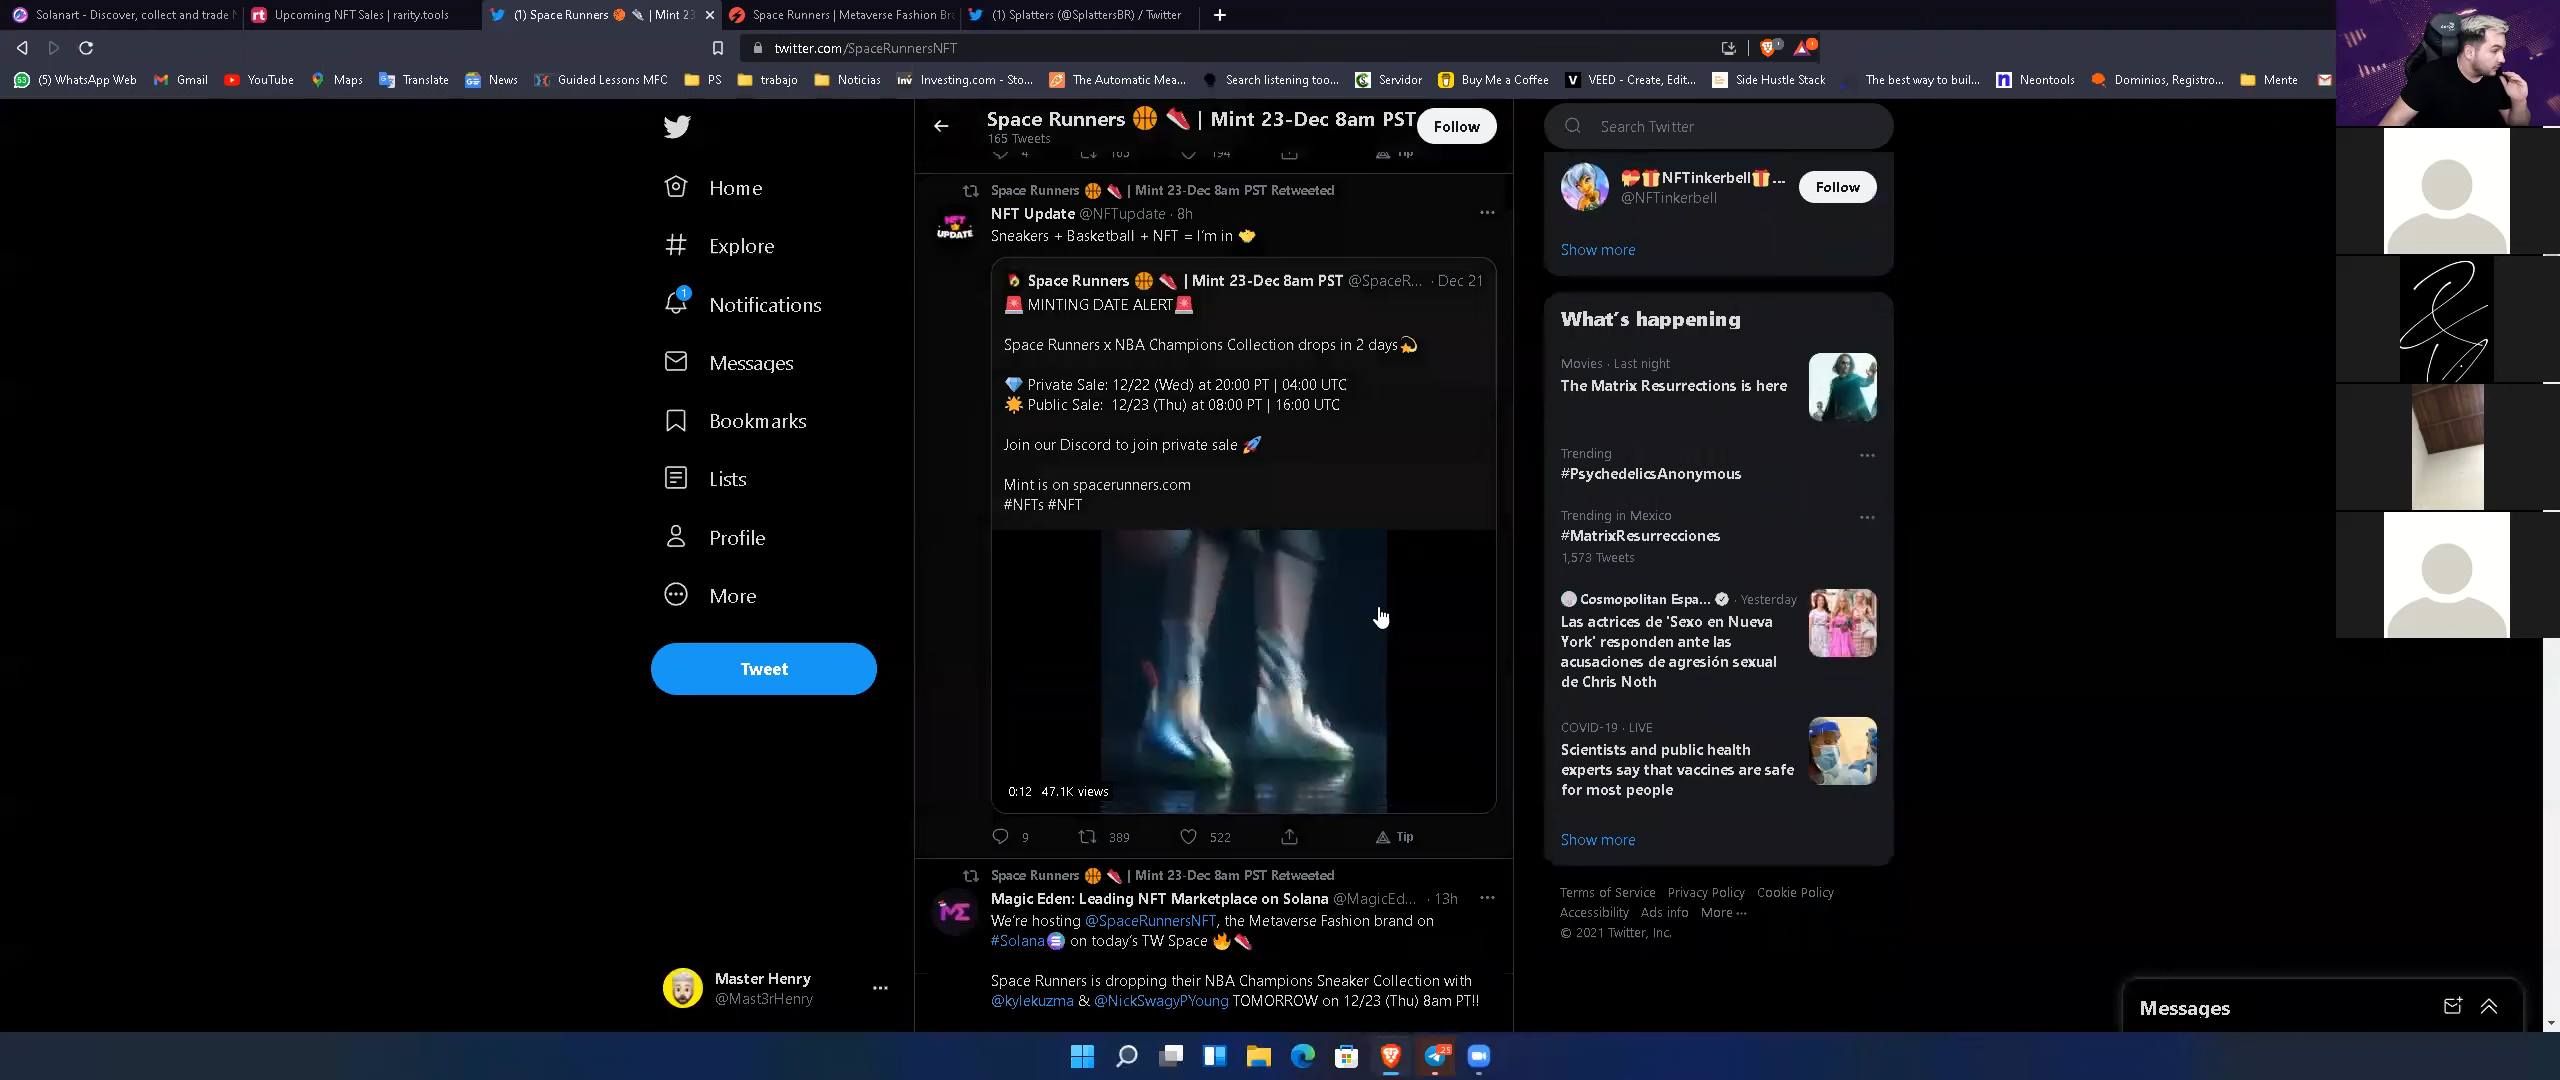 Solanart - Discover, collect and trade N
Upcoming NFT Sales | rarity.tools
(1) Space Runners 🏀 👟 | Mint 23
Space Runners | Metaverse Fashion Br
(1) Splatters (@SplattersBR) / Twitter
twitter.com/SpaceRunnersNFT
(5) WhatsApp Web
Gmail
YouTube
Maps
Translate
News
Guided Lessons MFC
PS
trabajo
Noticias
Investing.com - Sto...
The Automatic Mea...
Search listening too...
Servidor
Buy Me a Coffee
VEED - Create, Edit...
Side Hustle Stack
The best way to buil...
Neontools
Dominios, Registro...
Mente
Home
Explore
Notifications
1
Messages
Bookmarks
Lists
Profile
More
Tweet
Master Henry
@Mast3rHenry
Space Runners 🏀 👟 | Mint 23-Dec 8am PST
165 Tweets
Follow
4 163 194 Tip
Space Runners 🏀 👟 | Mint 23-Dec 8am PST Retweeted
NFT UPDATE
NFT Update @NFTupdate · 8h
Sneakers + Basketball + NFT = I'm in 🤝
Space Runners 🏀 👟 | Mint 23-Dec 8am PST @SpaceR... · Dec 21
🚨 MINTING DATE ALERT🚨
Space Runners x NBA Champions Collection drops in 2 days💫
💎 Private Sale: 12/22 (Wed) at 20:00 PT | 04:00 UTC
🌟 Public Sale: 12/23 (Thu) at 08:00 PT | 16:00 UTC
Join our Discord to join private sale 🚀
Mint is on spacerunners.com
#NFTs #NFT
0:12 47.1K views
9 389 522 Tip
Space Runners 🏀 👟 | Mint 23-Dec 8am PST Retweeted
ME
Magic Eden: Leading NFT Marketplace on Solana @MagicEd... · 13h
We're hosting @SpaceRunnersNFT, the Metaverse Fashion brand on
#Solana on today's TW Space 🔥👟
Space Runners is dropping their NBA Champions Sneaker Collection with
@kylekuzma & @NickSwagyPYoung TOMORROW on 12/23 (Thu) 8am PT!!
Search Twitter
💝🎁NFTinkerbell🎁...
@NFTinkerbell
Follow
Show more
What's happening
Movies · Last night
The Matrix Resurrections is here
Trending
#PsychedelicsAnonymous
Trending in Mexico
#MatrixResurrecciones
1,573 Tweets
Cosmopolitan Espa... · Yesterday
Las actrices de 'Sexo en Nueva
York' responden ante las
acusaciones de agresión sexual
de Chris Noth
COVID-19 · LIVE
Scientists and public health
experts say that vaccines are safe
for most people
Show more
Terms of Service Privacy Policy Cookie Policy
Accessibility Ads info More ···
© 2021 Twitter, Inc.
Messages
25